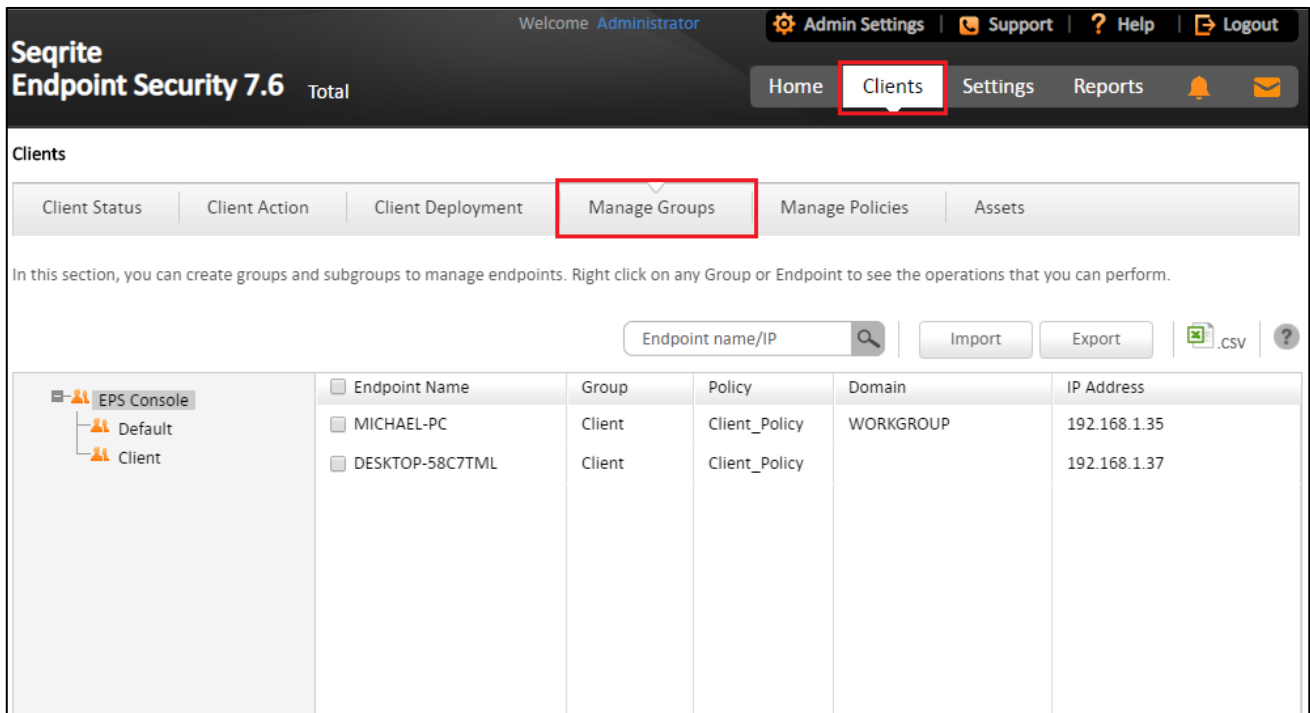 Welcome Administrator
Admin Settings | Support | ? Help | Logout
Seqrite
Endpoint Security 7.6 Total
Home Clients Settings Reports
Clients
Client Status Client Action Client Deployment Manage Groups Manage Policies Assets
In this section, you can create groups and subgroups to manage endpoints. Right click on any Group or Endpoint to see the operations that you can perform.
Endpoint name/IP Import Export .csv ?
EPS Console
Default
Client
Endpoint Name Group Policy Domain IP Address
MICHAEL-PC Client Client_Policy WORKGROUP 192.168.1.35
DESKTOP-58C7TML Client Client_Policy 192.168.1.37